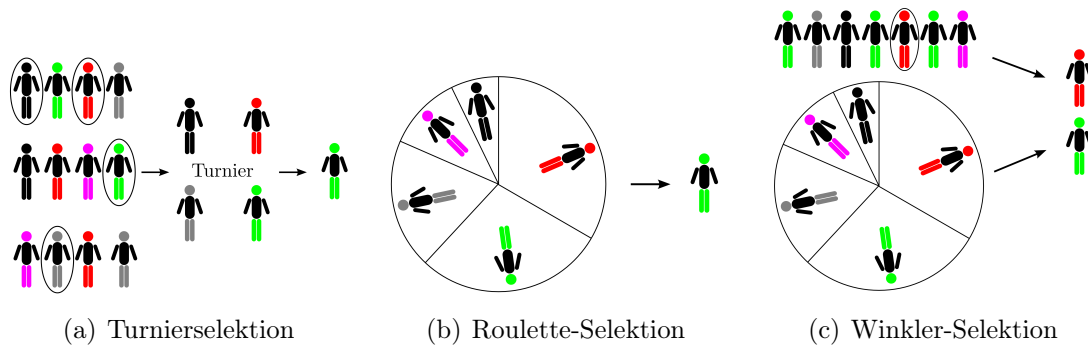 Turnier
(a) Turnierselektion
(b) Roulette-Selektion
(c) Winkler-Selektion